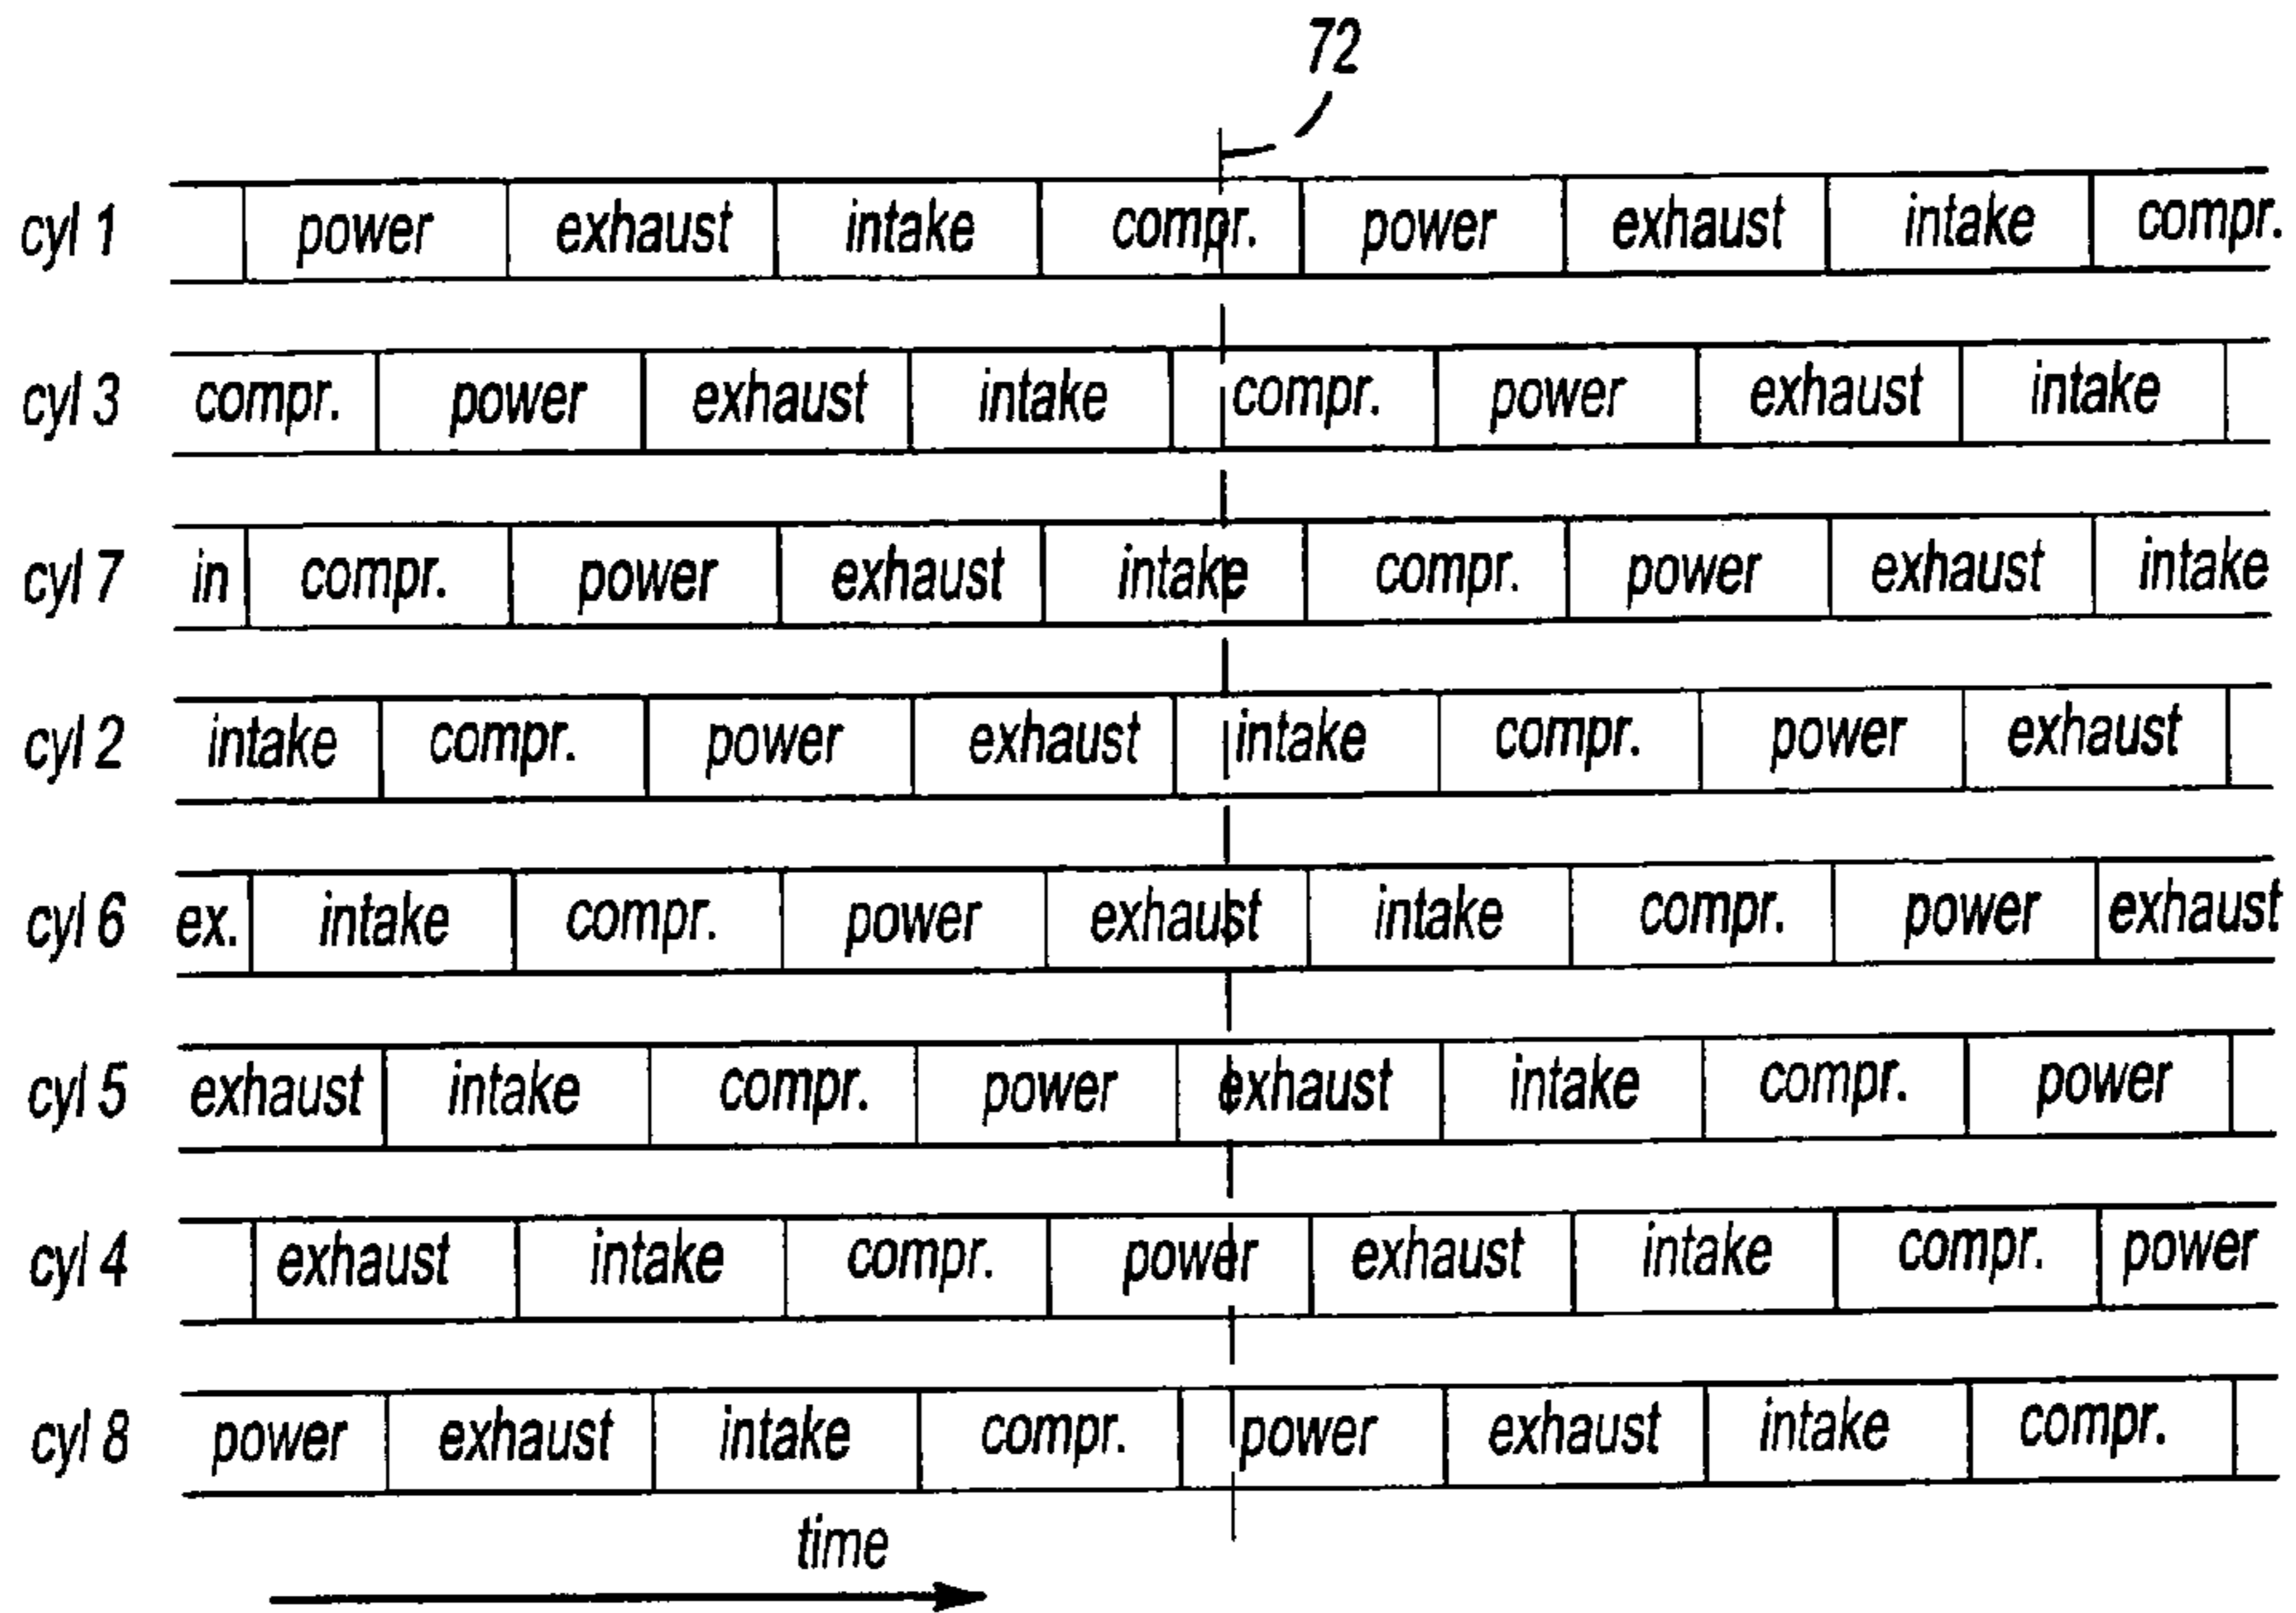 72
cyl 1 power exhaust intake compr. power exhaust intake compr.
cyl 3 compr. power exhaust intake compr. power exhaust intake
cyl 7 in compr. power exhaust intake compr. power exhaust intake
cyl 2 intake compr. power exhaust intake compr. power exhaust
cyl 6 ex. intake compr. power exhaust intake compr. power exhaust
cyl 5 exhaust intake compr. power exhaust intake compr. power
cyl 4 exhaust intake compr. power exhaust intake compr. power
cyl 8 power exhaust intake compr. power exhaust intake compr.
time